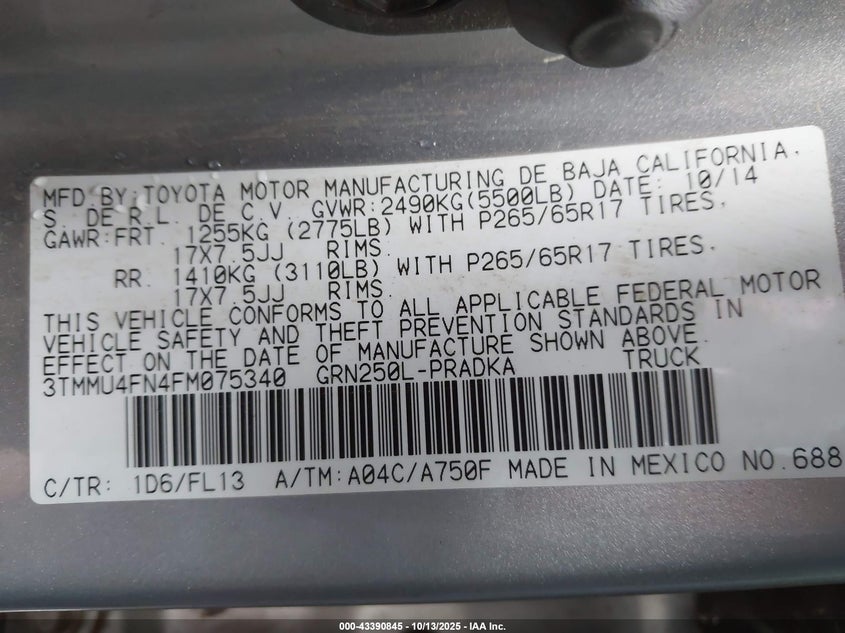 MFD.BY:TOYOTA MOTOR MANUFACTURING DE BAJA CALIFORNIA.
S. DE R.L. DE C.V. GVWR:2490KG(5500LB) DATE: 10/14
GAWR:FRT. 1255KG (2775LB) WITH P265/65R17 TIRES.
17X7.5JJ RIMS.
RR. 1410KG (3110LB) WITH P265/65R17 TIRES.
17X7.5JJ RIMS.
THIS VEHICLE CONFORMS TO ALL APPLICABLE FEDERAL MOTOR
VEHICLE SAFETY AND THEFT PREVENTION STANDARDS IN
EFFECT ON THE DATE OF MANUFACTURE SHOWN ABOVE.
3TMMU4FN4FM075340 GRN250L-PRADKA TRUCK
C/TR: 1D6/FL13 A/TM:A04C/A750F MADE IN MEXICO NO.688
000-43390845 - 10/13/2025 - IAA Inc.